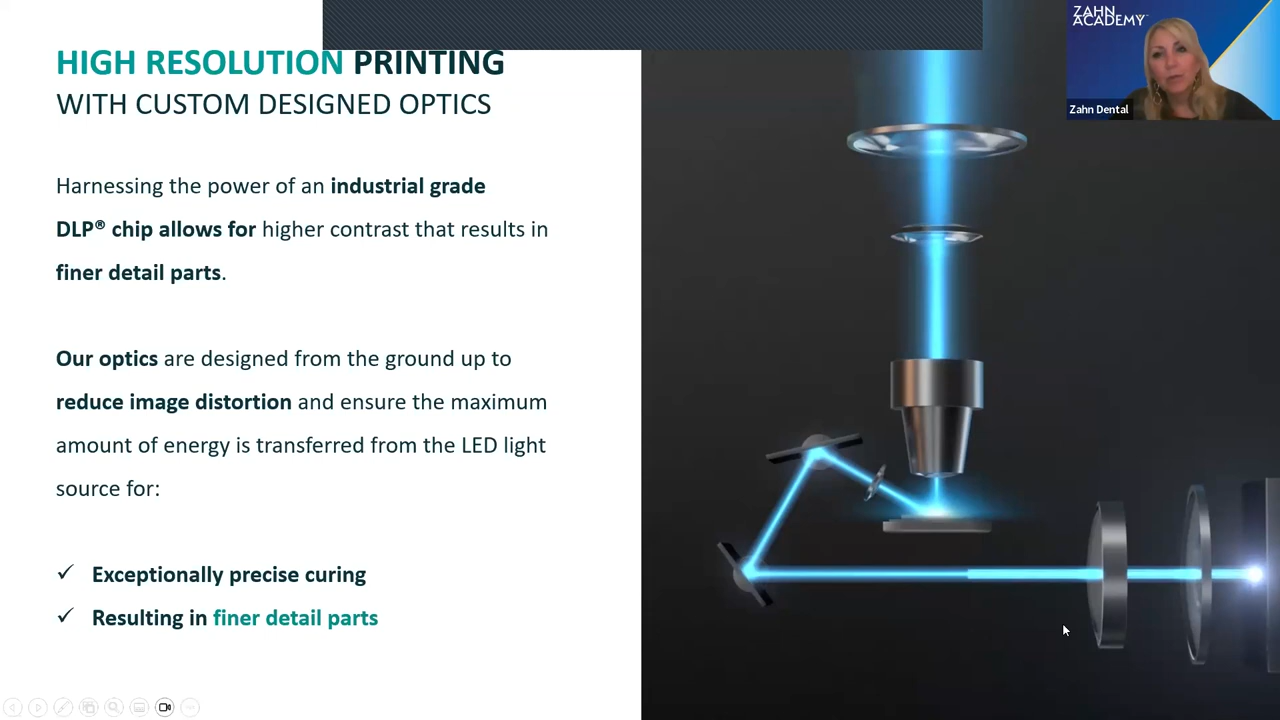 HIGH RESOLUTION PRINTING
WITH CUSTOM DESIGNED OPTICS
Harnessing the power of an industrial grade
DLP® chip allows for higher contrast that results in
finer detail parts.
Our optics are designed from the ground up to
reduce image distortion and ensure the maximum
amount of energy is transferred from the LED light
source for:
✓ Exceptionally precise curing
✓ Resulting in finer detail parts
ZAHN
ACADEMY
Zahn Dental